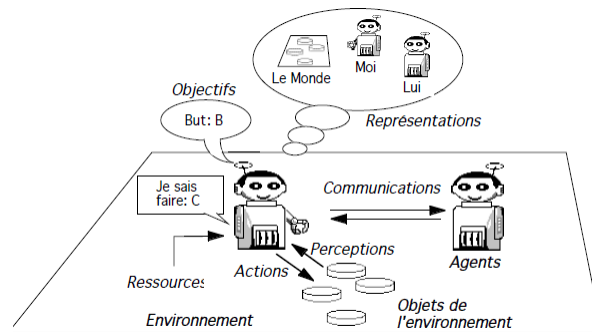 Le Monde
Moi
Lui
Objectifs
But: B
Représentations
Je sais
faire: C
Communications
Perceptions
Agents
Actions
Ressources
Objets de
l'environnement
Environnement